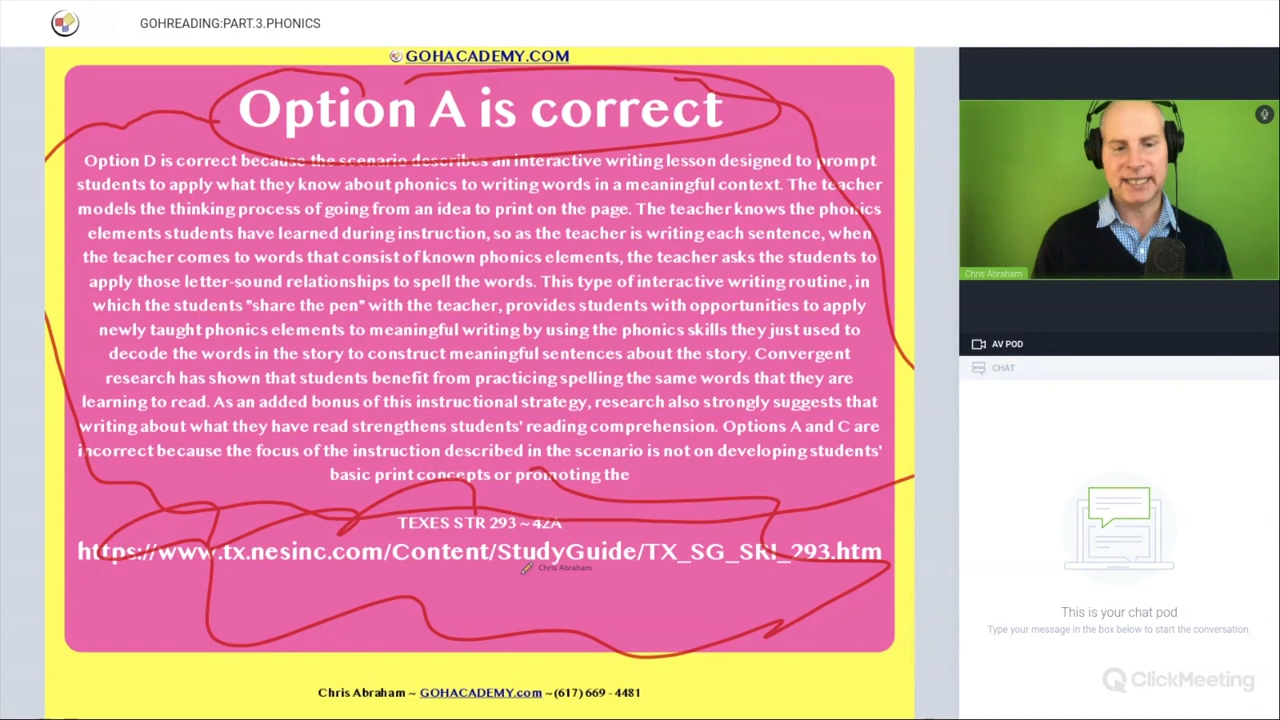 GOHREADING:PART.3.PHONICS
GOHACADEMY.COM
Option A is correct
Option D is correct because the scenario describes an interactive writing lesson designed to prompt
students to apply what they know about phonics to writing words in a meaningful context. The teacher
models the thinking process of going from an idea to print on the page. The teacher knows the phonics
elements students have learned during instruction, so as the teacher is writing each sentence, when
the teacher comes to words that consist of known phonics elements, the teacher asks the students to
apply those letter-sound relationships to spell the words. This type of interactive writing routine, in
which the students "share the pen" with the teacher, provides students with opportunities to apply
newly taught phonics elements to meaningful writing by using the phonics skills they just used to
decode the words in the story to construct meaningful sentences about the story. Convergent
research has shown that students benefit from practicing spelling the same words that they are
learning to read. As an added bonus of this instructional strategy, research also strongly suggests that
writing about what they have read strengthens students' reading comprehension. Options A and C are
incorrect because the focus of the instruction described in the scenario is not on developing students'
basic print concepts or promoting the
TEXES STR 293 ~ 42A
https://www.tx.nesinc.com/Content/StudyGuide/TX_SG_SRI_293.htm
Chris Abraham
Chris Abraham ~ GOHACADEMY.com ~ (617) 669 - 4481
Chris Abraham
AV POD
CHAT
This is your chat pod
Type your message in the box below to start the conversation.
ClickMeeting